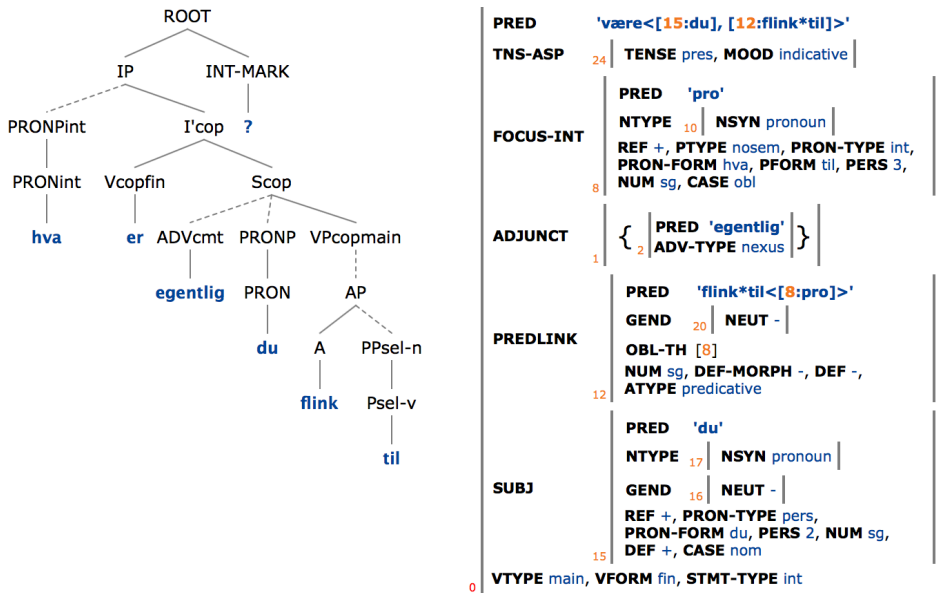 ROOT
IP INT-MARK
PRONPint I'cop ?
PRONint Vcopfin Scop
hva er ADVcmt PRONP VPcopmain
egentlig PRON AP
du A PPsel-n
flink Psel-v
til
PRED 'være<[15:du], [12:flink*til]>'
TNS-ASP 24 TENSE pres, MOOD indicative
PRED 'pro'
NTYPE 10 NSYN pronoun
FOCUS-INT
REF +, PTYPE nosem, PRON-TYPE int,
PRON-FORM hva, PFORM til, PERS 3,
8 NUM sg, CASE obl
PRED 'egentlig'
ADJUNCT { 2 }
ADV-TYPE nexus
1
PRED 'flink*til<[8:pro]>'
GEND 20 NEUT -
PREDLINK
OBL-TH [8]
NUM sg, DEF-MORPH -, DEF -,
12 ATYPE predicative
PRED 'du'
NTYPE 17 NSYN pronoun
SUBJ
GEND 16 NEUT -
REF +, PRON-TYPE pers,
PRON-FORM du, PERS 2, NUM sg,
15 DEF +, CASE nom
0 VTYPE main, VFORM fin, STMT-TYPE int